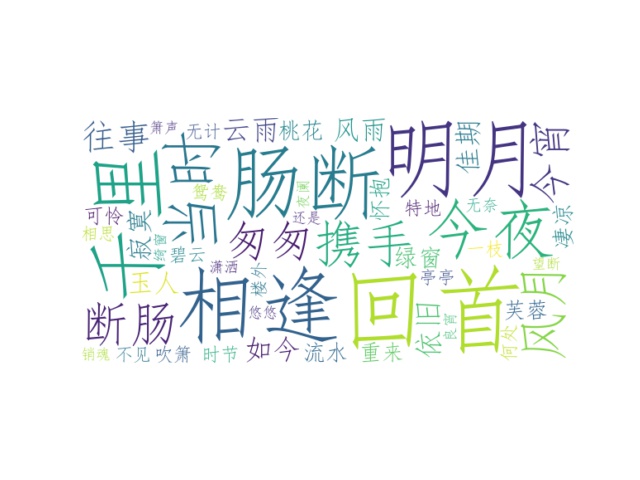 往事 萧声 无计 云雨 桃花 风雨 佳期 今宵
千里 当时 肠断 明月
鸳鸯 夜阑 怀抱 特地 无奈 凄凉
可怜 寂寞 还是
相思 绮窗 碧云 匆匆 携手 今夜
玉人 潇洒 楼外 绿窗 一枝 望断
亭亭
断肠 相逢 悠悠 回首 依旧 良宵 芙蓉 风月
销魂 不见 吹箫 时节 如今 流水 重来 何处